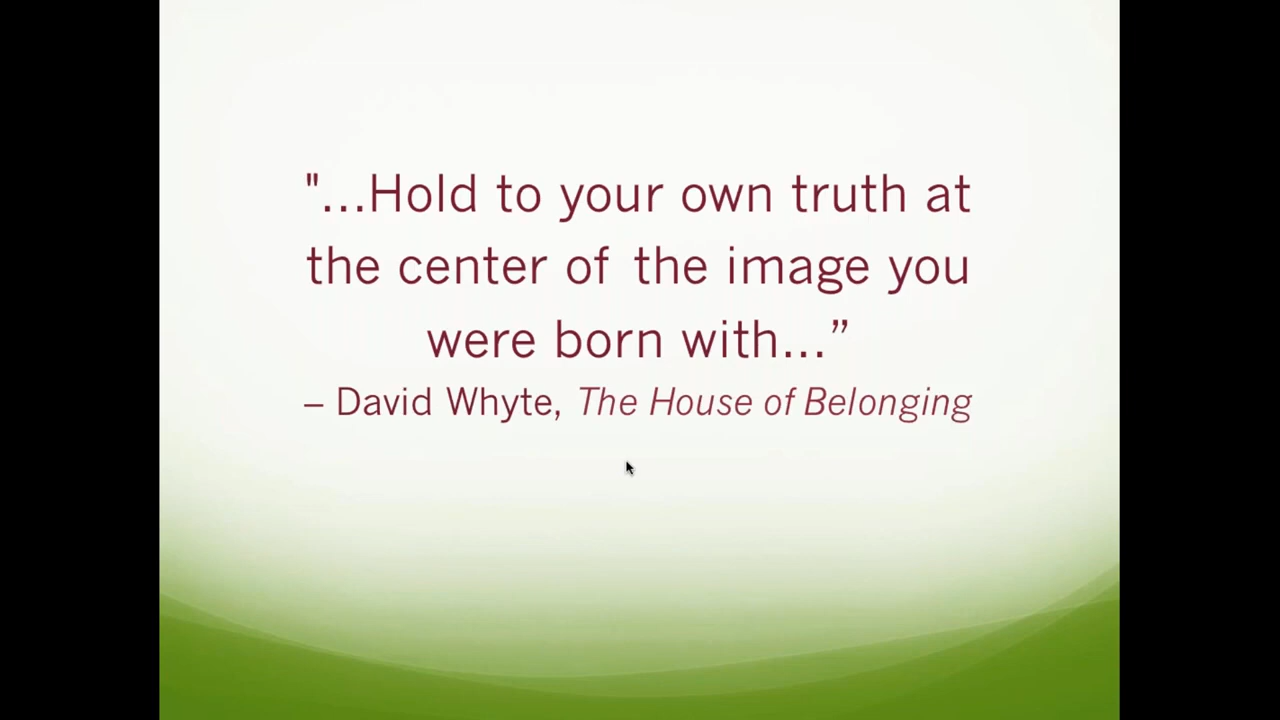 "...Hold to your own truth at
the center of the image you
were born with...”
– David Whyte, The House of Belonging